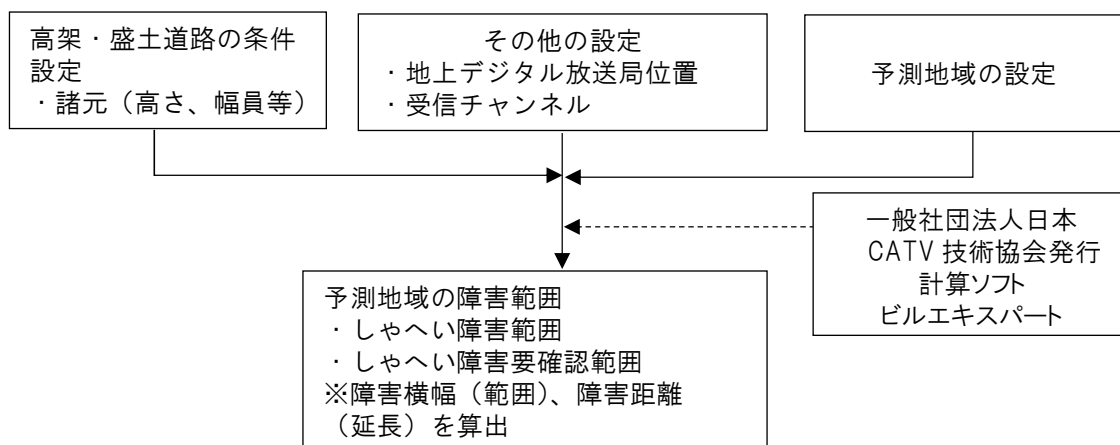 高架・盛土道路の条件
設定
・諸元（高さ、幅員等）
その他の設定
・地上デジタル放送局位置
・受信チャンネル
予測地域の設定
一般社団法人日本
CATV 技術協会発行
計算ソフト
ビルエキスパート
予測地域の障害範囲
・しゃへい障害範囲
・しゃへい障害要確認範囲
※障害横幅（範囲）、障害距離
（延長）を算出